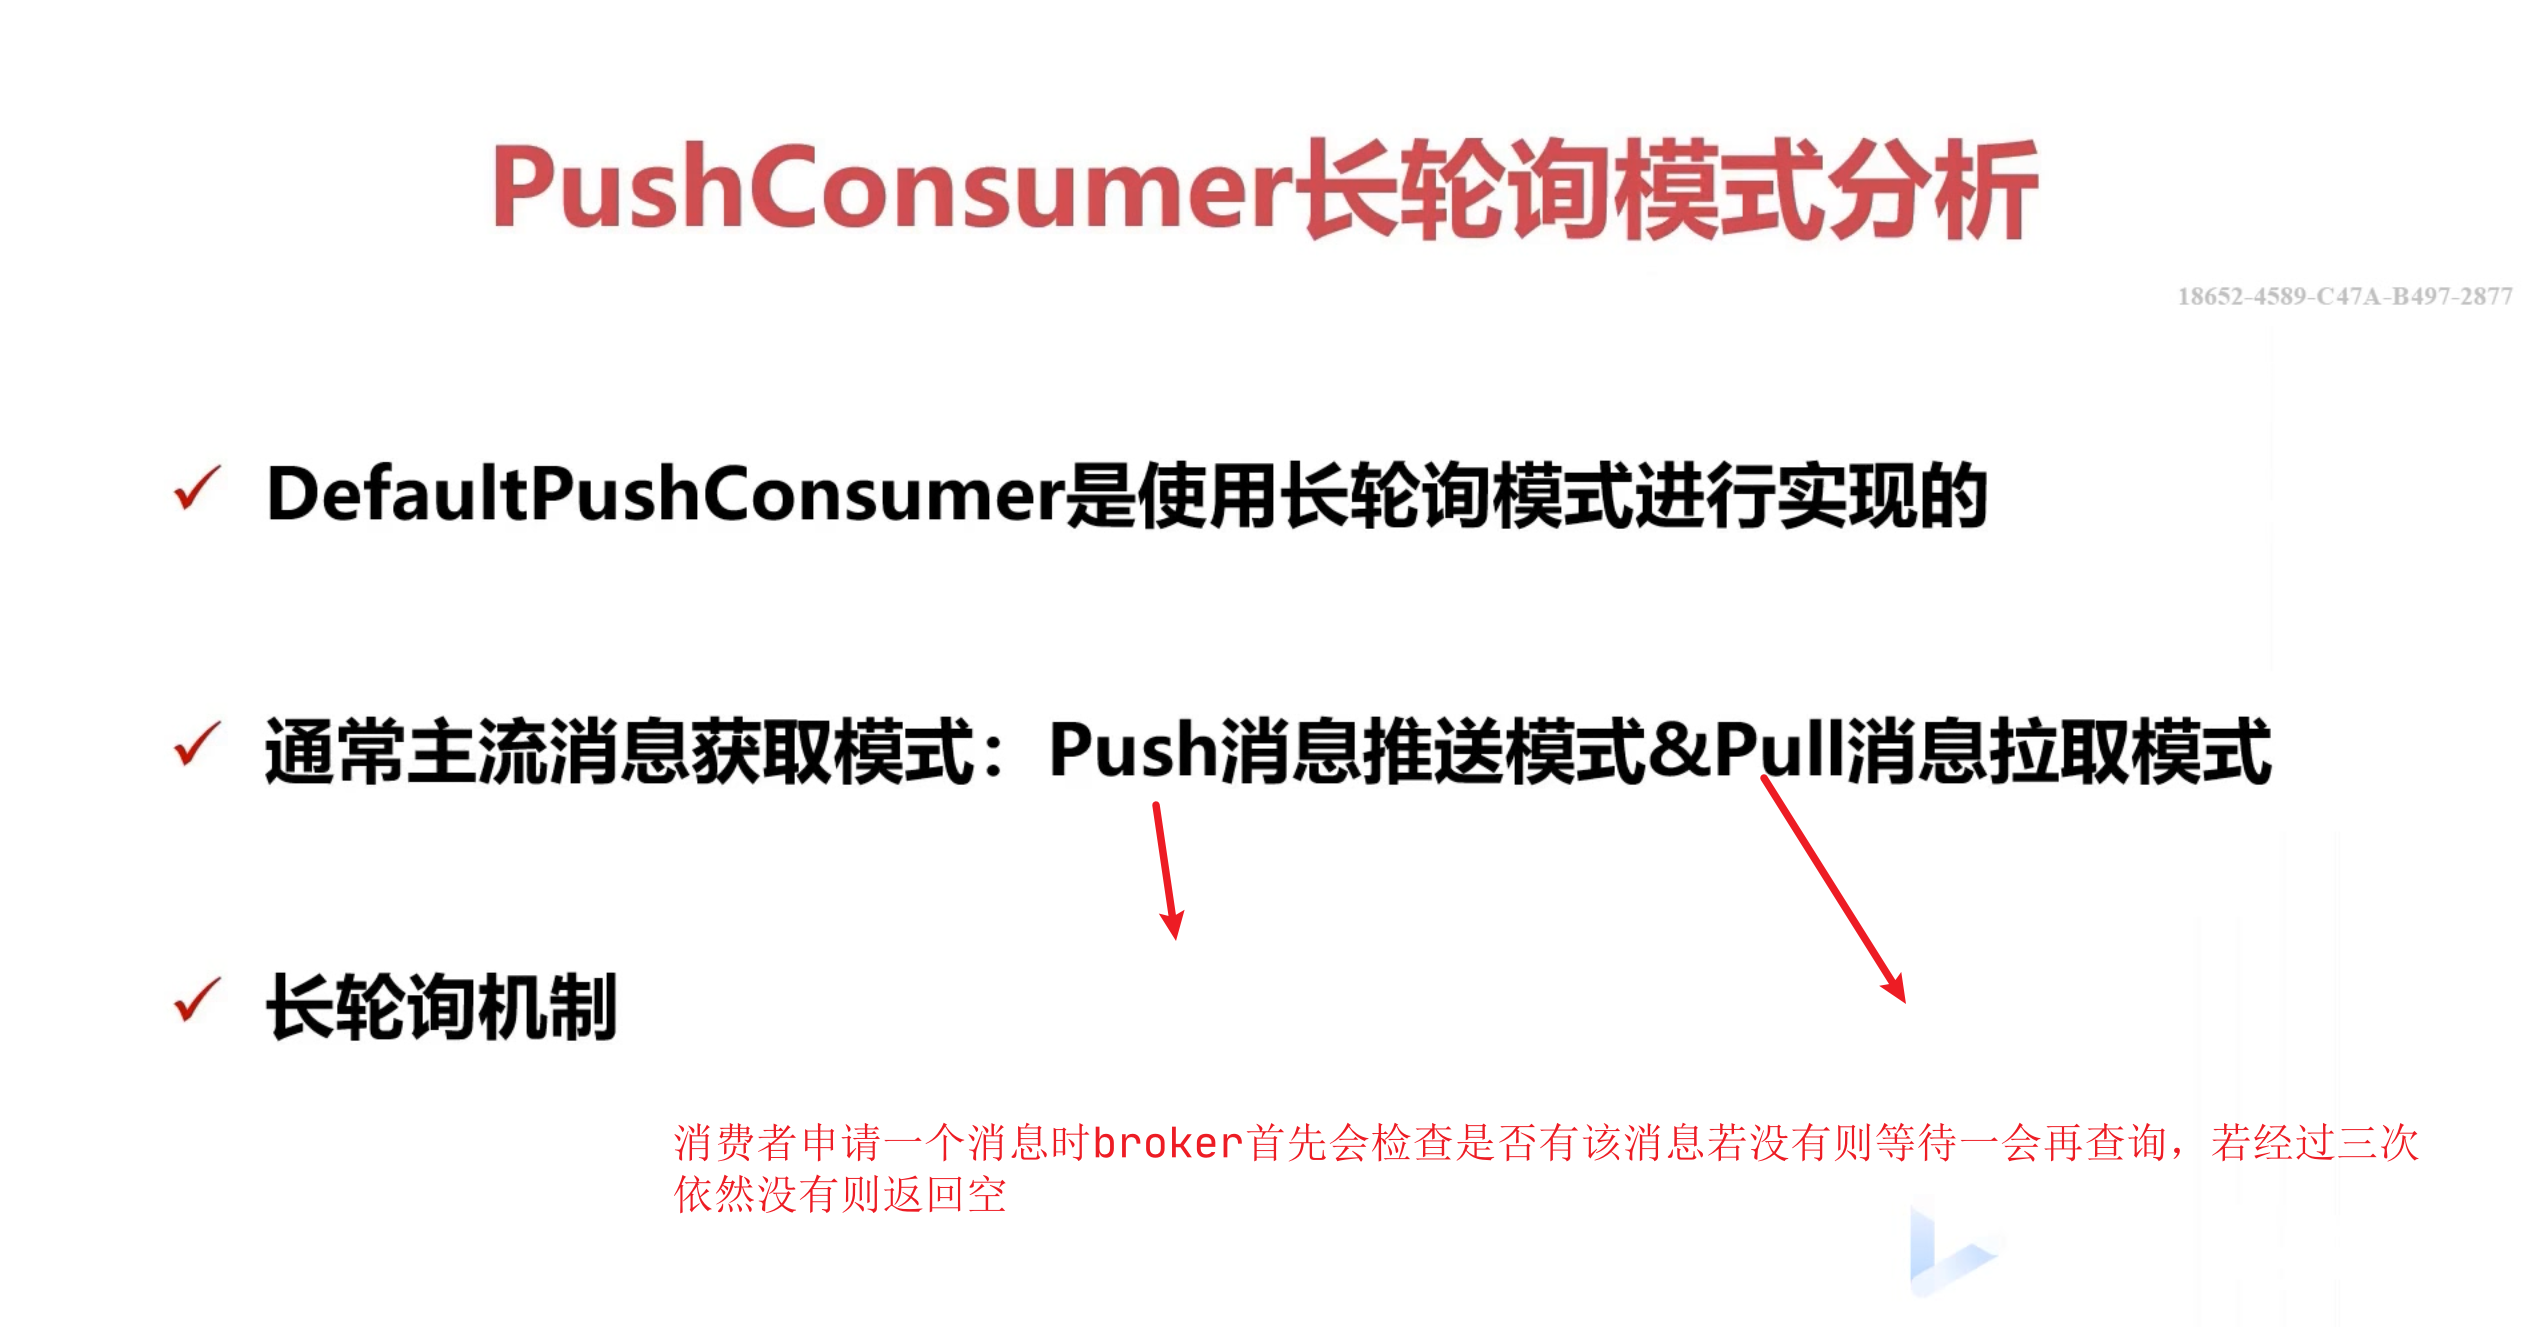 PushConsumer长轮询模式分析
18652-4589-C47A-B497-2877
DefaultPushConsumer是使用长轮询模式进行实现的
通常主流消息获取模式：Push消息推送模式&Pull消息拉取模式
长轮询机制
消费者申请一个消息时broker首先会检查是否有该消息若没有则等待一会再查询，若经过三次
依然没有则返回空